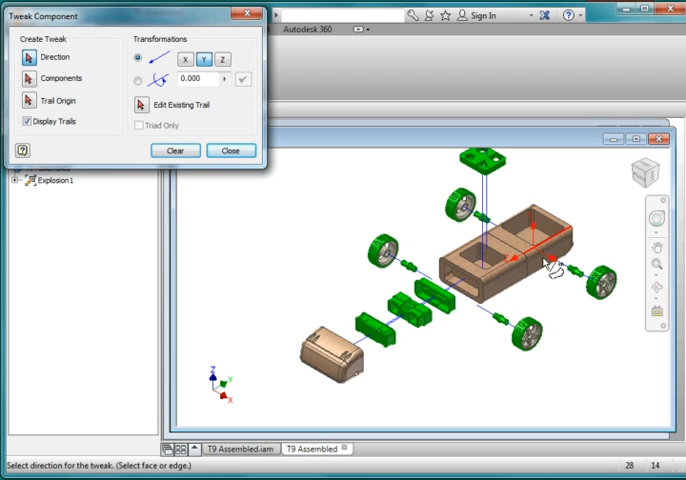 Tweak Component
Sign In
Autodesk 360
Create Tweak
Transformations
Direction
X Y Z
Components
0.000
Trail Origin
Edit Existing Trail
Display Trails
Triad Only
Clear
Close
Explosion1
Z
Y
X
T9 Assembled.iam
T9 Assembled
Select direction for the tweak. (Select face or edge.)
28 14